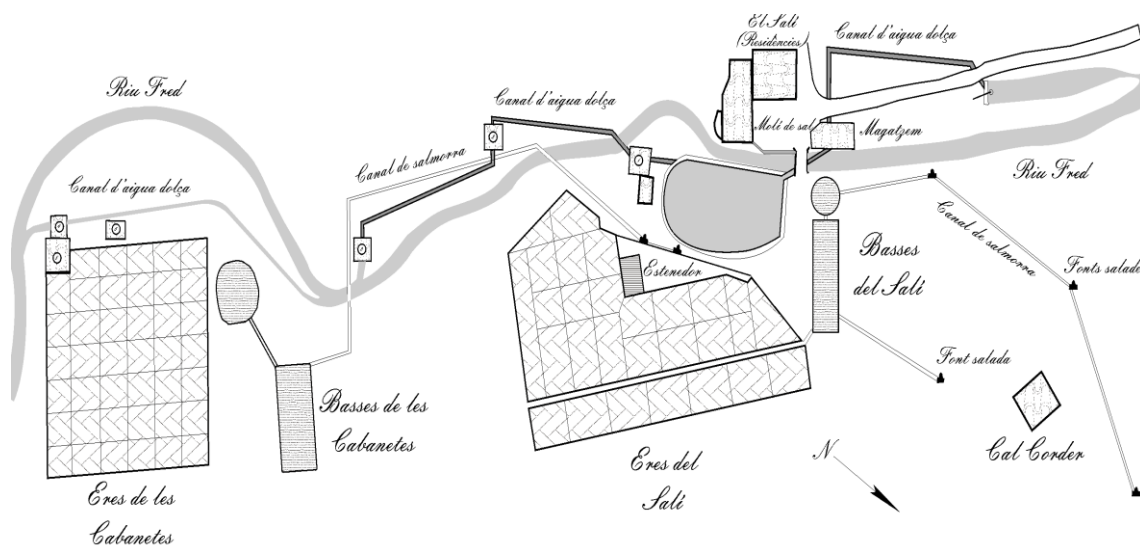 El Salí
(Residències)
Canal d'aigua dolça
Riu Fred
Canal d'aigua dolça
Molí de sal
Magatzem
Canal de salmorra
Riu Fred
Canal d'aigua dolça
Canal de salmorra
Basses
del Salí
Estenedor
Fonts salada
Font salada
Basses de les
Cabanetes
Cal Corder
N
Eres del
Salí
Eres de les
Cabanetes